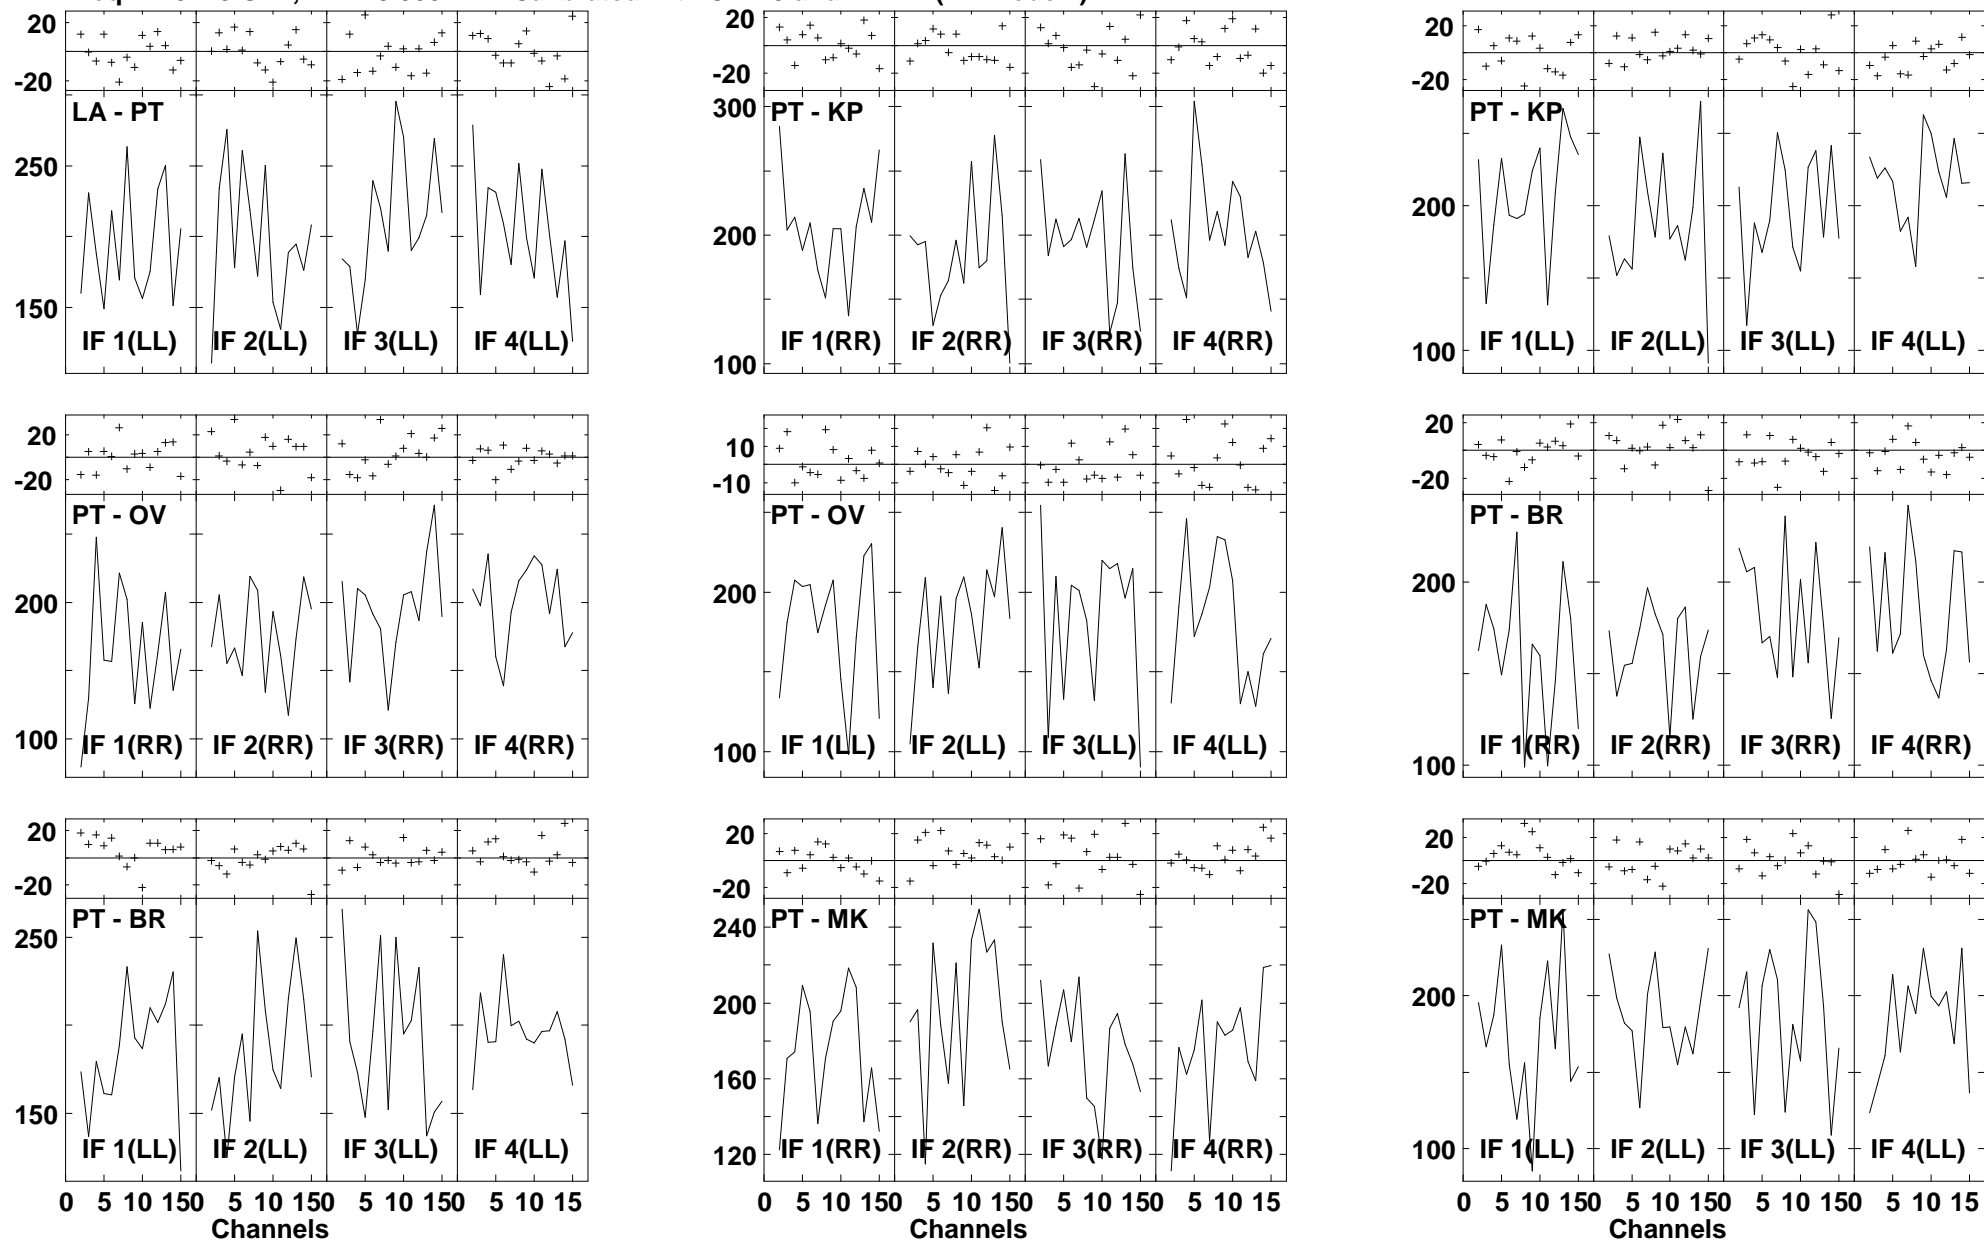 20
-20
LA - PT
250
150
IF 1(LL) IF 2(LL) IF 3(LL) IF 4(LL)
20
-20
300
PT - KP
200
100
IF 1(RR) IF 2(RR) IF 3(RR) IF 4(RR)
20
-20
PT - KP
200
100
IF 1(LL) IF 2(LL) IF 3(LL) IF 4(LL)
20
-20
PT - OV
200
100
IF 1(RR) IF 2(RR) IF 3(RR) IF 4(RR)
10
-10
PT - OV
200
100
IF 1(LL) IF 2(LL) IF 3(LL) IF 4(LL)
20
-20
PT - BR
200
100
IF 1(RR) IF 2(RR) IF 3(RR) IF 4(RR)
20
-20
PT - BR
250
150
IF 1(LL) IF 2(LL) IF 3(LL) IF 4(LL)
0 5 10 150 5 10 150 5 10 150 5 10 15
Channels
20
-20
PT - MK
240
200
160
120
IF 1(RR) IF 2(RR) IF 3(RR) IF 4(RR)
0 5 10 150 5 10 150 5 10 150 5 10 15
Channels
20
-20
PT - MK
200
100
IF 1(LL) IF 2(LL) IF 3(LL) IF 4(LL)
0 5 10 150 5 10 150 5 10 150 5 10 15
Channels